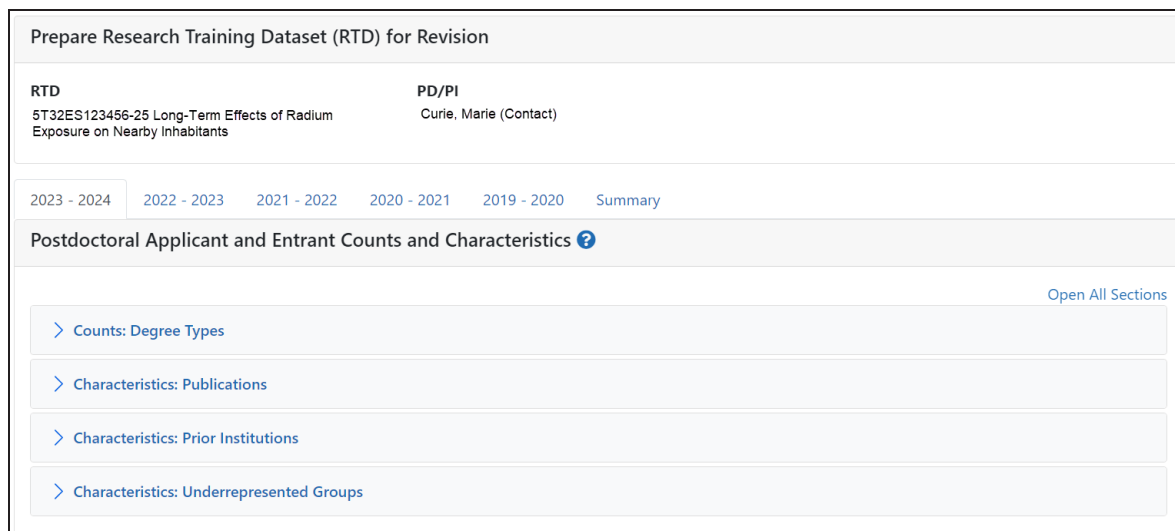 Prepare Research Training Dataset (RTD) for Revision
RTD
5T32ES123456-25 Long-Term Effects of Radium
Exposure on Nearby Inhabitants
PD/PI
Curie, Marie (Contact)
2023 - 2024 2022 - 2023 2021 - 2022 2020 - 2021 2019 - 2020 Summary
Postdoctoral Applicant and Entrant Counts and Characteristics ?
Open All Sections
Counts: Degree Types
Characteristics: Publications
Characteristics: Prior Institutions
Characteristics: Underrepresented Groups